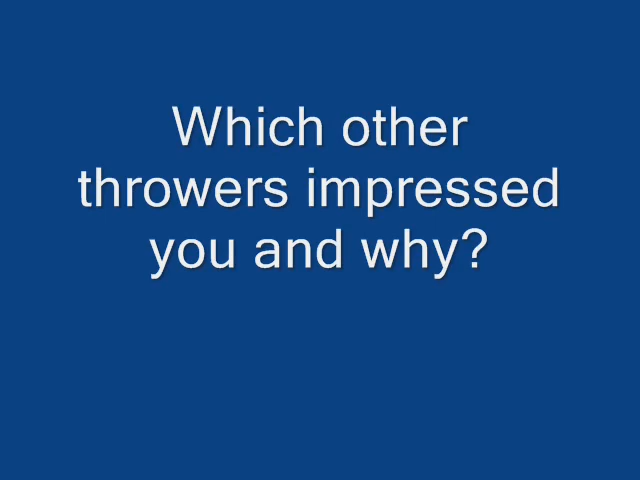 Which other
throwers impressed
you and why?